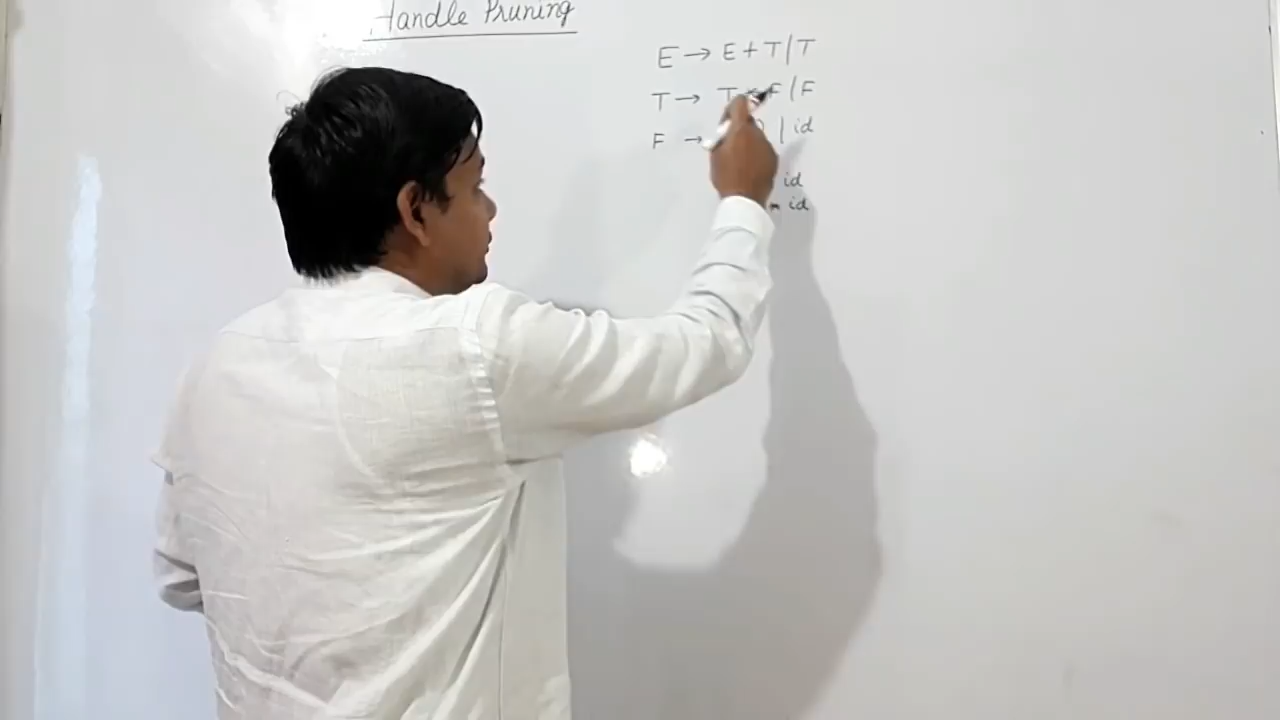 Handle Pruning
E → E + T / T
T → T * F / F
F → | id
id
* id